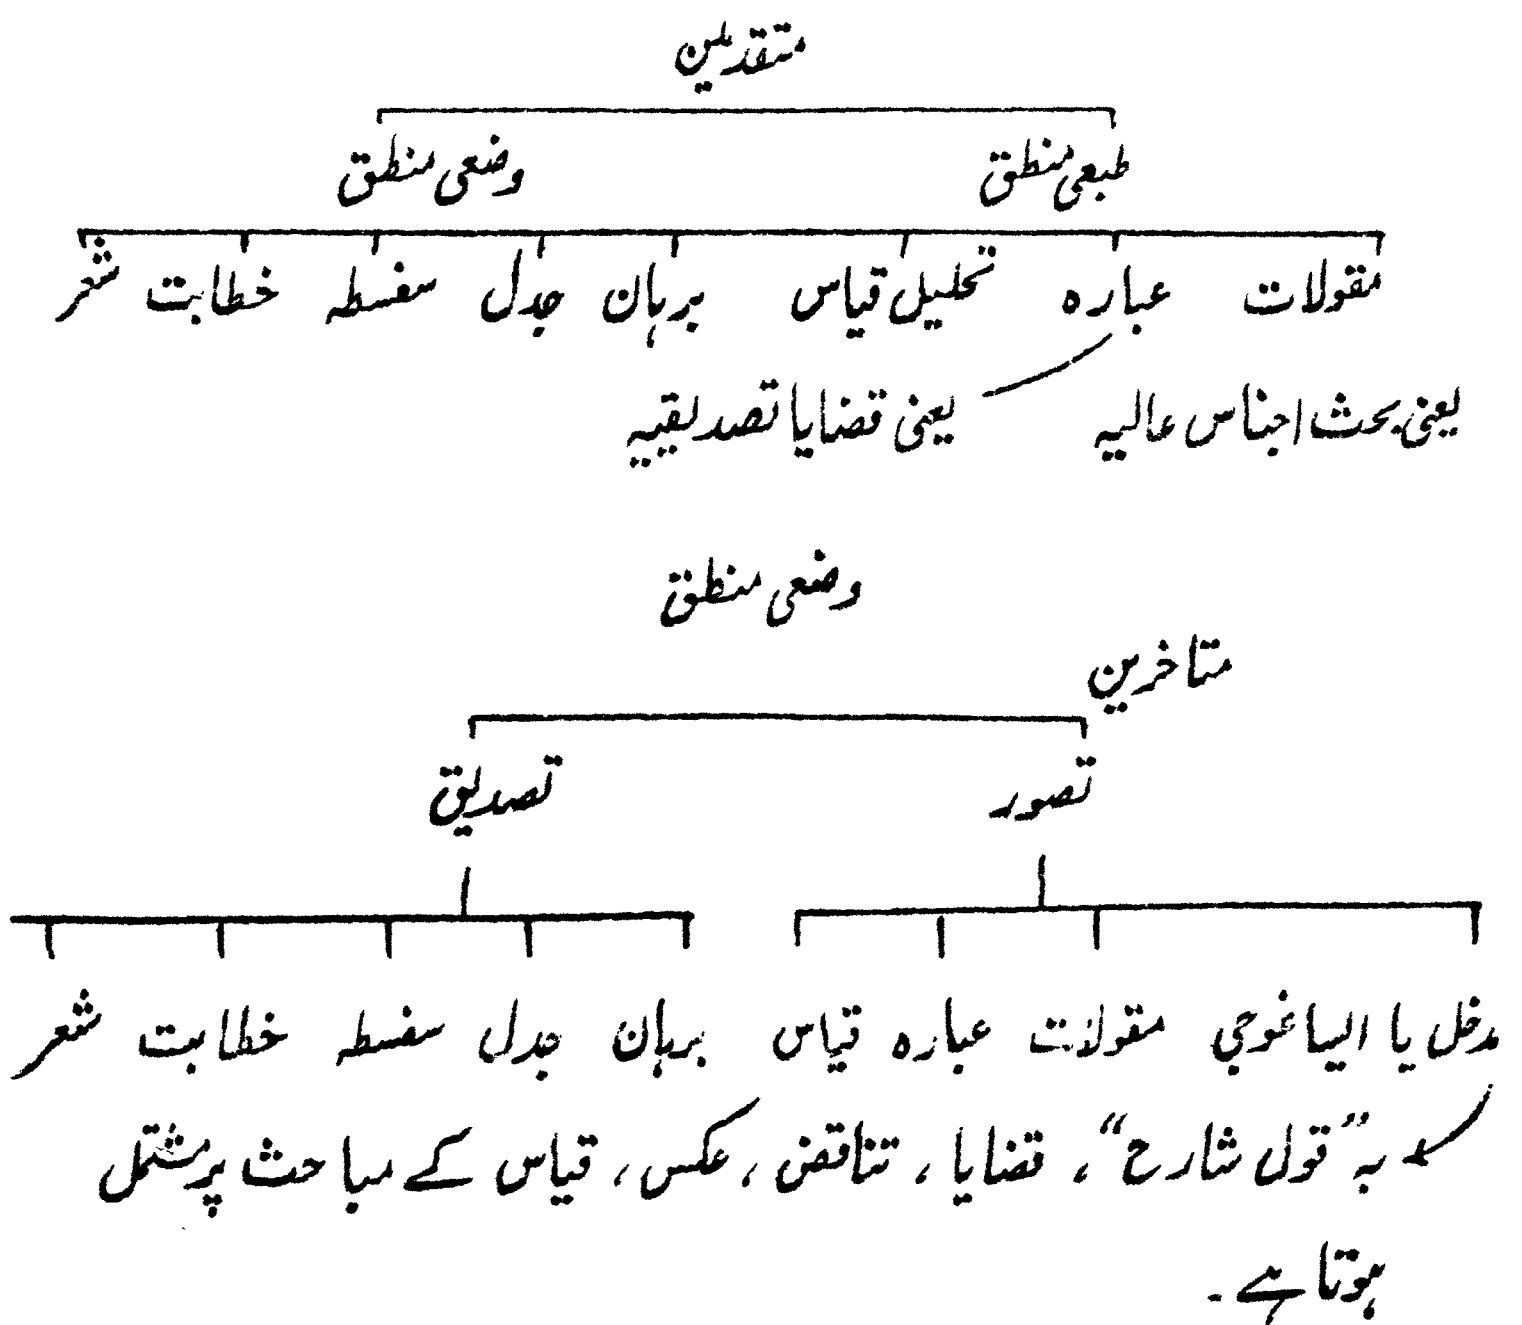 متقدمین
طبعی منطق وضعی منطق
مقولات عبارہ تحلیل قیاس برہان جدل سفسطہ خطابت شعر
یعنی بحث اجناس عالیہ یعنی قضایا تصدیقیہ
وضعی منطق
متاخرین
تصور تصدیق
مدخل یا ایساغوجی مقولات عبارہ قیاس برہان جدل سفسطہ خطابت شعر
یہ ”قول شارح“، قضایا، تناقض، عکس، قیاس کے مباحث پر مشتمل
ہوتا ہے۔